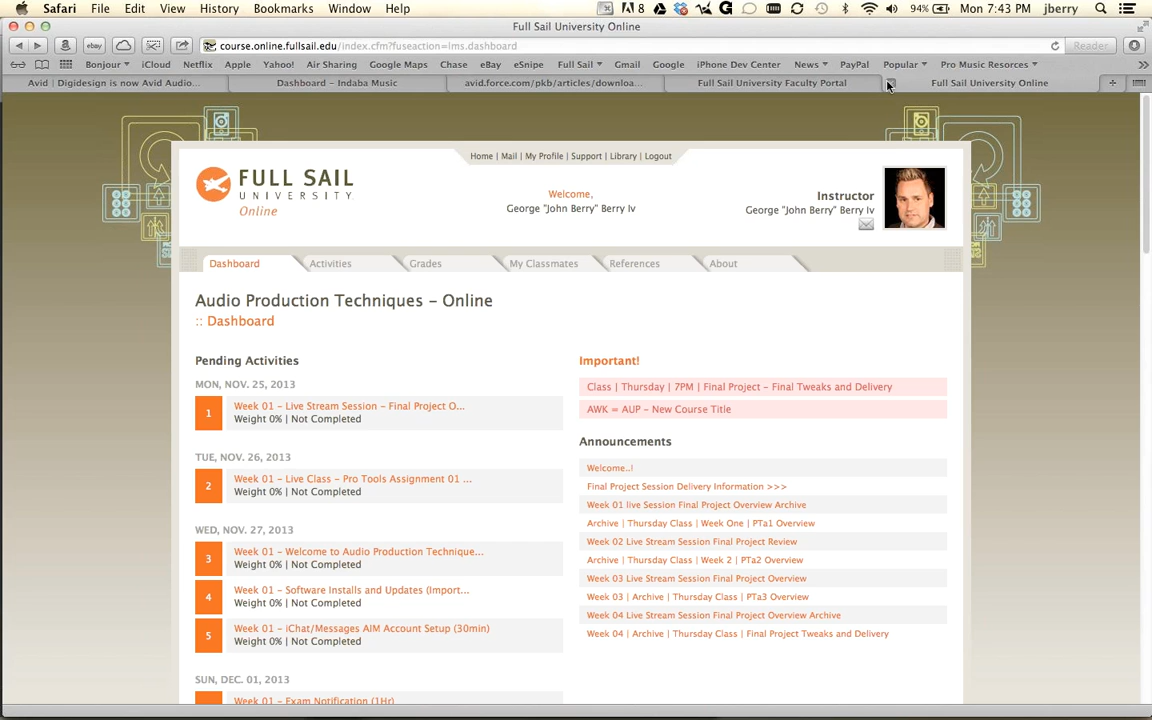 Safari File Edit View History Bookmarks Window Help 8 94% Mon 7:43 PM jberry
Full Sail University Online
ebay course.online.fullsail.edu/index.cfm?fuseaction=lms.dashboard Reader
Bonjour iCloud Netflix Apple Yahoo! Air Sharing Google Maps Chase eBay eSnipe Full Sail Gmail Google iPhone Dev Center News PayPal Popular Pro Music Resorces
Avid | Digidesign is now Avid Audio... Dashboard – Indaba Music avid.force.com/pkb/articles/downloa... Full Sail University Faculty Portal Full Sail University Online
Home | Mail | My Profile | Support | Library | Logout
FULL SAIL
UNIVERSITY
Online
Welcome,
George "John Berry" Berry Iv
Instructor
George "John Berry" Berry Iv
Dashboard Activities Grades My Classmates References About
Audio Production Techniques – Online
:: Dashboard
Pending Activities
MON, NOV. 25, 2013
1 Week 01 – Live Stream Session – Final Project O...
Weight 0% | Not Completed
TUE, NOV. 26, 2013
2 Week 01 – Live Class – Pro Tools Assignment 01 ...
Weight 0% | Not Completed
WED, NOV. 27, 2013
3 Week 01 – Welcome to Audio Production Technique...
Weight 0% | Not Completed
4 Week 01 – Software Installs and Updates (Import...
Weight 0% | Not Completed
5 Week 01 – iChat/Messages AIM Account Setup (30min)
Weight 0% | Not Completed
SUN, DEC. 01, 2013
Week 01 – Exam Notification (1Hr)
Important!
Class | Thursday | 7PM | Final Project – Final Tweaks and Delivery
AWK = AUP – New Course Title
Announcements
Welcome..!
Final Project Session Delivery Information >>>
Week 01 live Session Final Project Overview Archive
Archive | Thursday Class | Week One | PTa1 Overview
Week 02 Live Stream Session Final Project Review
Archive | Thursday Class | Week 2 | PTa2 Overview
Week 03 Live Stream Session Final Project Overview
Week 03 | Archive | Thursday Class | PTa3 Overview
Week 04 Live Stream Session Final Project Overview Archive
Week 04 | Archive | Thursday Class | Final Project Tweaks and Delivery